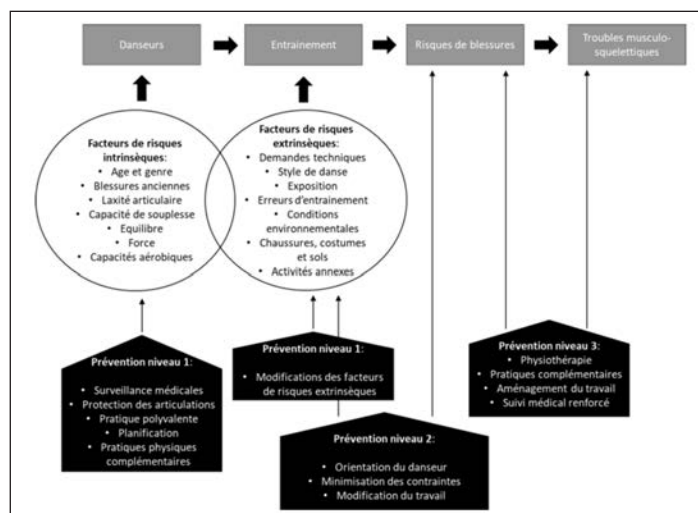 Danseurs
Entrainement
Risques de blessures
Troubles musculo-
squelettiques
Facteurs de risques
intrinsèques:
• Age et genre
• Blessures anciennes
• Laxité articulaire
• Capacité de souplesse
• Equilibre
• Force
• Capacités aérobiques
Facteurs de risques
extrinsèques:
• Demandes techniques
• Style de danse
• Exposition
• Erreurs d'entrainement
• Conditions
environnementales
• Chaussures, costumes
et sols
• Activités annexes
Prévention niveau 1:
• Surveillance médicales
• Protection des articulations
• Pratique polyvalente
• Planification
• Pratiques physiques
complémentaires
Prévention niveau 1:
• Modifications des facteurs
de risques extrinsèques
Prévention niveau 2:
• Orientation du danseur
• Minimisation des contraintes
• Modification du travail
Prévention niveau 3:
• Physiothérapie
• Pratiques complémentaires
• Aménagement du travail
• Suivi médical renforcé